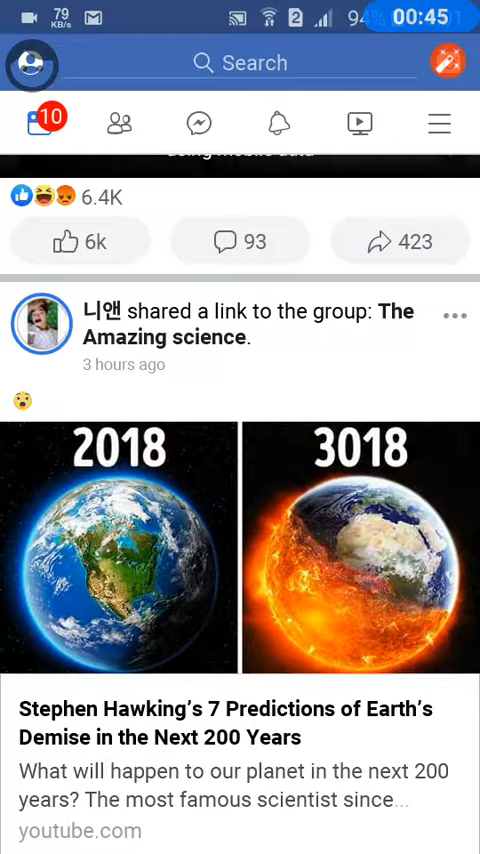 79
KB/s
2
94%
00:45
Search
10
6.4K
6k
93
423
니앤 shared a link to the group: The
Amazing science.
3 hours ago
2018
3018
Stephen Hawking's 7 Predictions of Earth's
Demise in the Next 200 Years
What will happen to our planet in the next 200
years? The most famous scientist since...
youtube.com